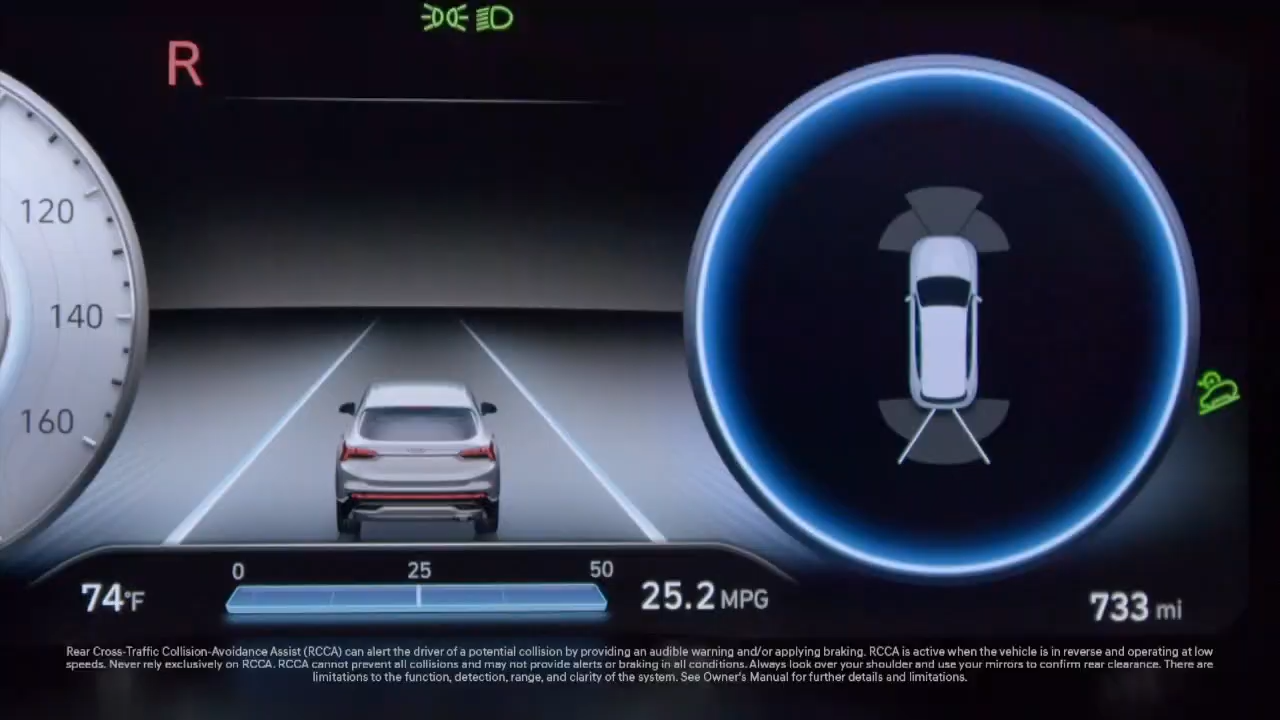 R
120
140
160
0 25 50
74°F
25.2 MPG
733 mi
Rear Cross-Traffic Collision-Avoidance Assist (RCCA) can alert the driver of a potential collision by providing an audible warning and/or applying braking. RCCA is active when the vehicle is in reverse and operating at low
speeds. Never rely exclusively on RCCA. RCCA cannot prevent all collisions and may not provide alerts or braking in all conditions. Always look over your shoulder and use your mirrors to confirm rear clearance. There are
limitations to the function, detection, range, and clarity of the system. See Owner's Manual for further details and limitations.